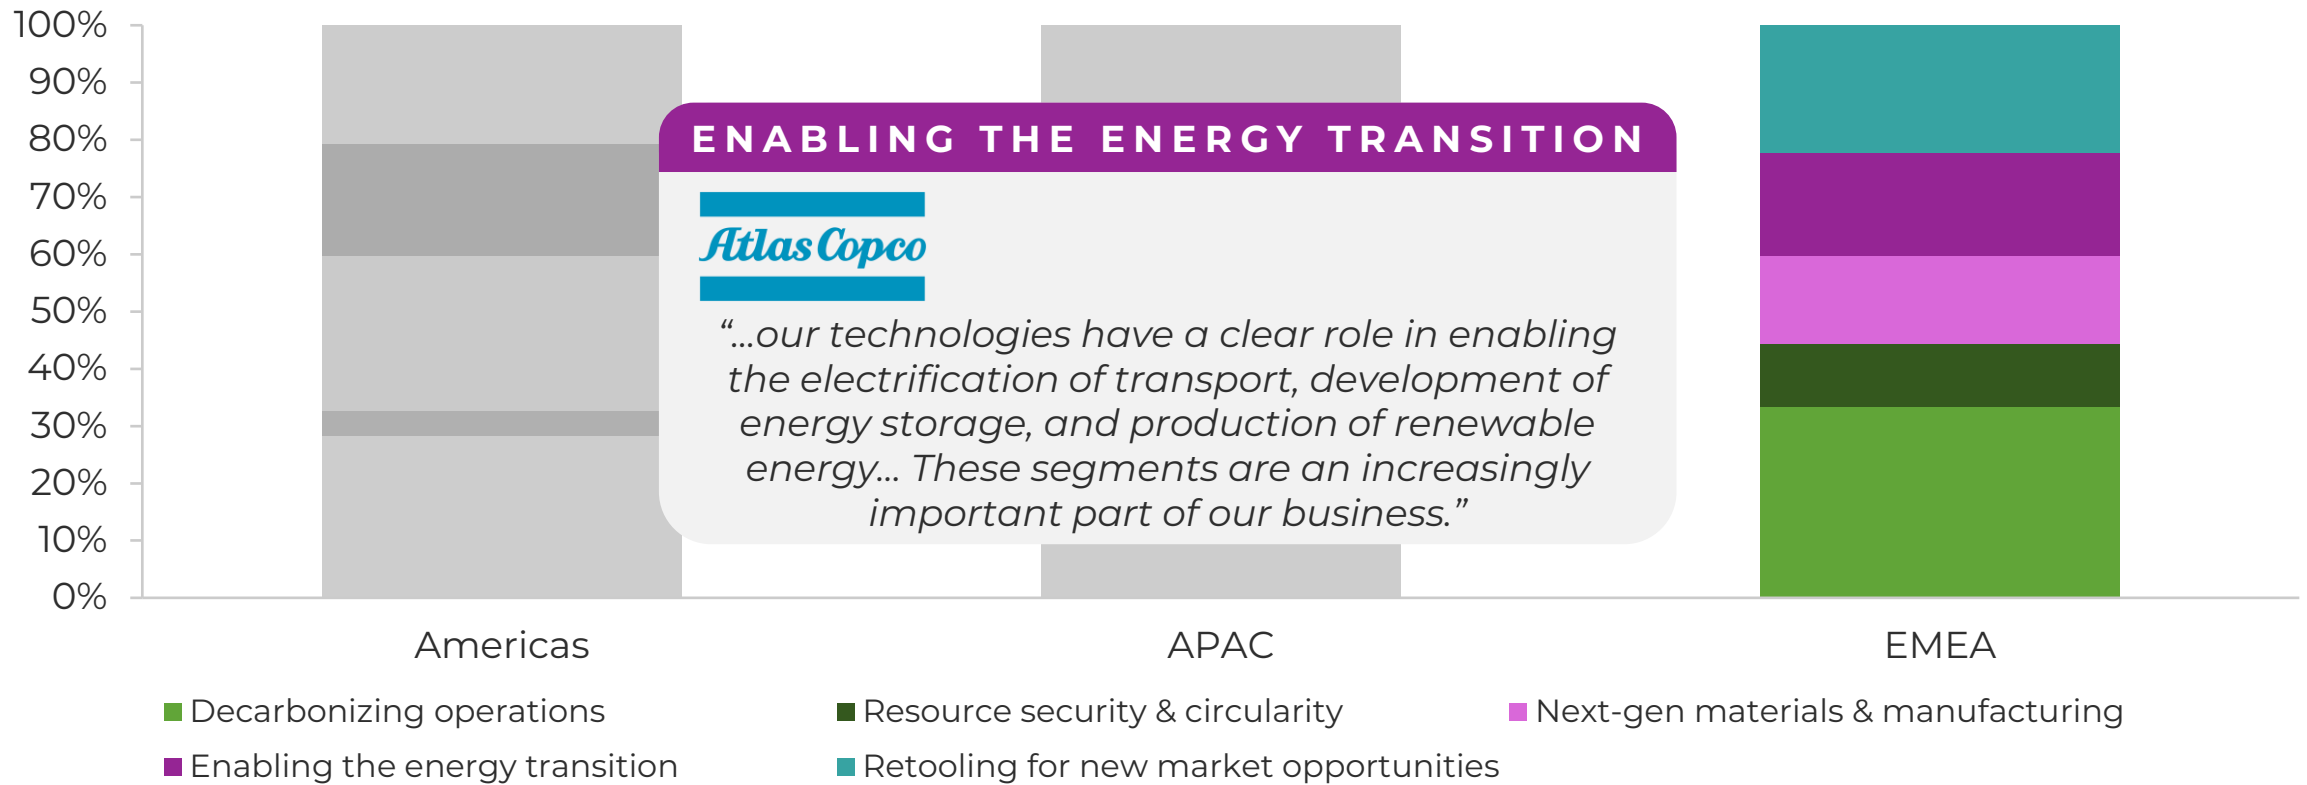 100%
90%
80%
70%
60%
50%
40%
30%
20%
10%
0%
ENABLING THE ENERGY TRANSITION
Atlas Copco
“…our technologies have a clear role in enabling
the electrification of transport, development of
energy storage, and production of renewable
energy… These segments are an increasingly
important part of our business.”
Americas
APAC
EMEA
Decarbonizing operations
Resource security & circularity
Next-gen materials & manufacturing
Enabling the energy transition
Retooling for new market opportunities